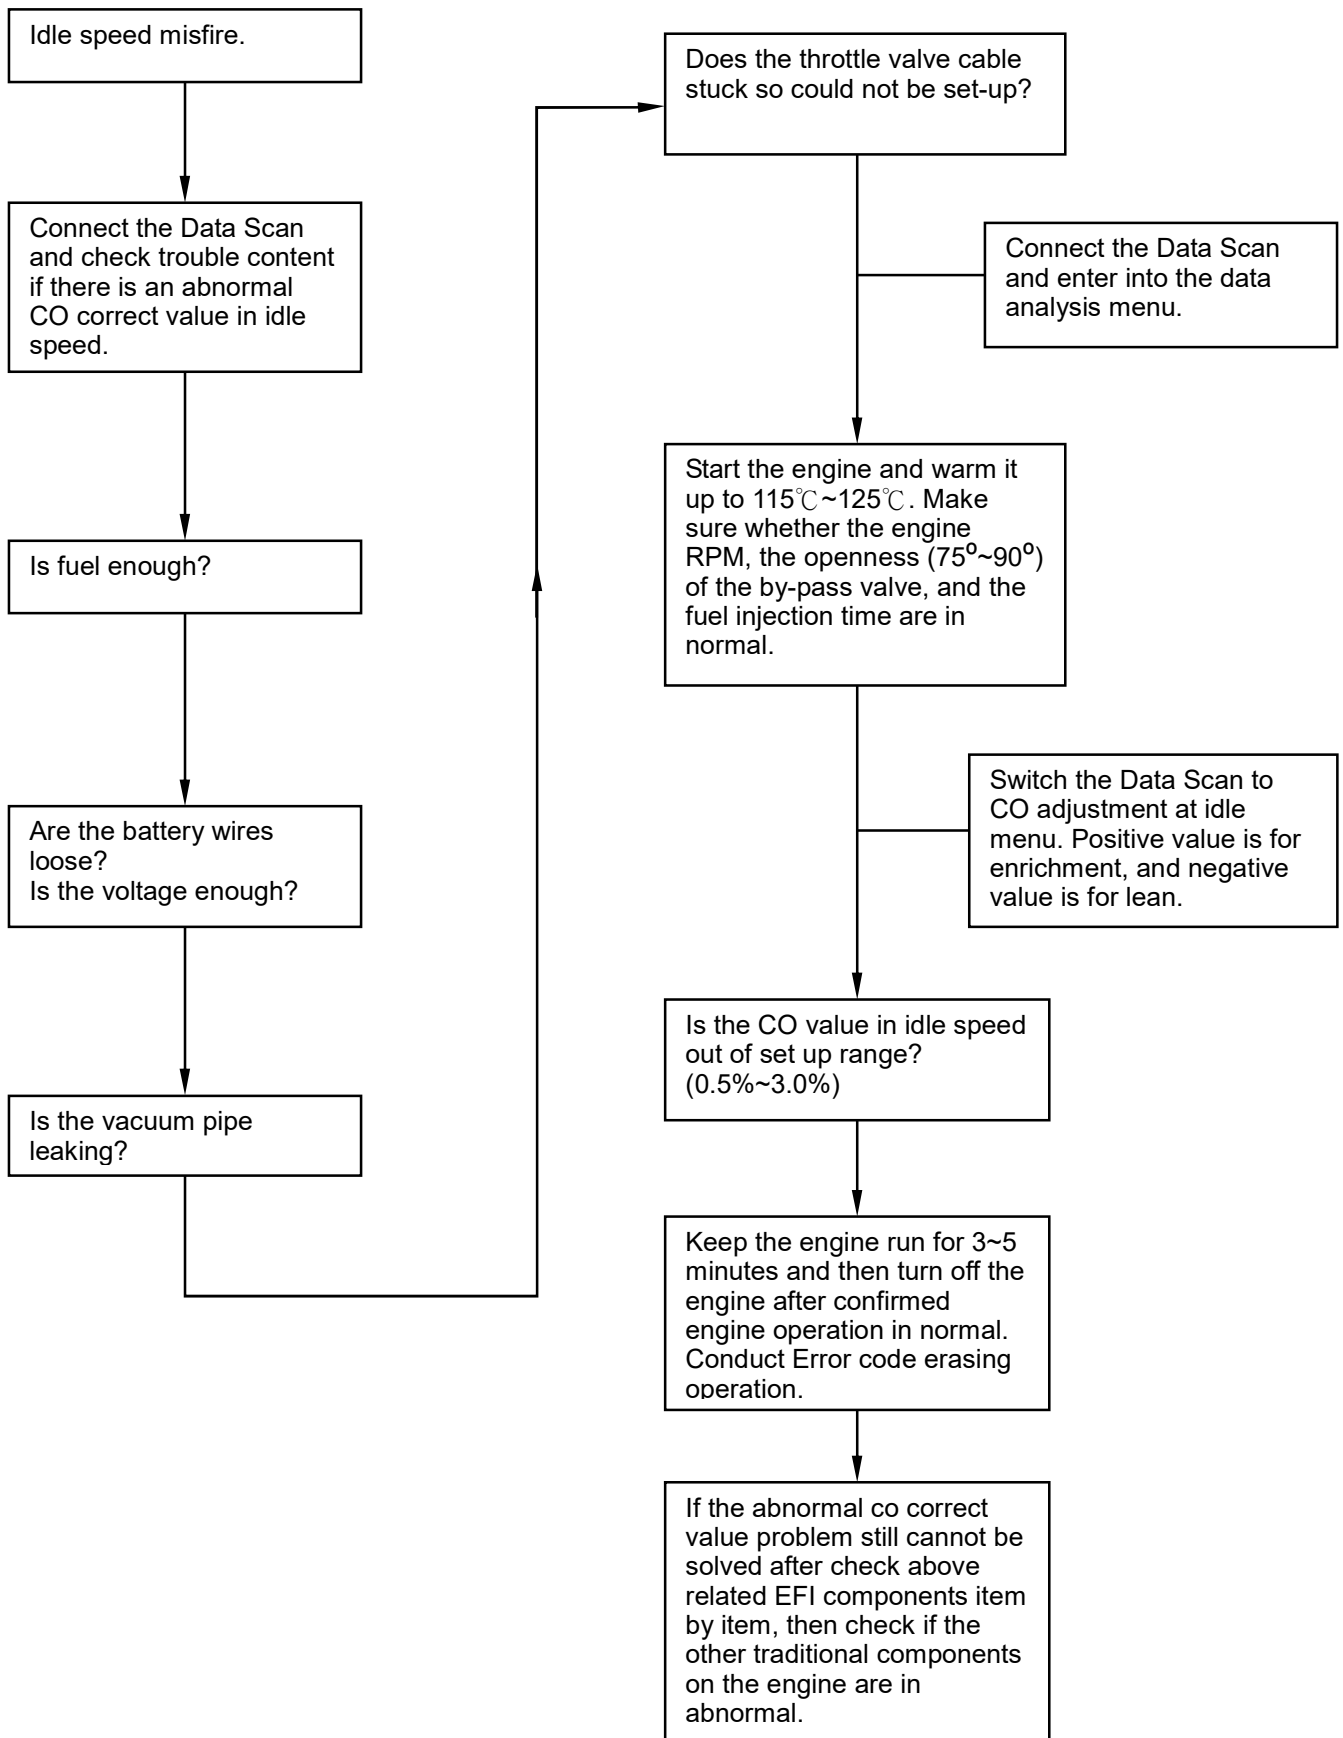 Idle speed misfire.
Connect the Data Scan
and check trouble content
if there is an abnormal
CO correct value in idle
speed.
Is fuel enough?
Are the battery wires
loose?
Is the voltage enough?
Is the vacuum pipe
leaking?
Does the throttle valve cable
stuck so could not be set-up?
Connect the Data Scan
and enter into the data
analysis menu.
Start the engine and warm it
up to 115℃~125℃. Make
sure whether the engine
RPM, the openness (75º~90º)
of the by-pass valve, and the
fuel injection time are in
normal.
Switch the Data Scan to
CO adjustment at idle
menu. Positive value is for
enrichment, and negative
value is for lean.
Is the CO value in idle speed
out of set up range?
(0.5%~3.0%)
Keep the engine run for 3~5
minutes and then turn off the
engine after confirmed
engine operation in normal.
Conduct Error code erasing
operation.
If the abnormal co correct
value problem still cannot be
solved after check above
related EFI components item
by item, then check if the
other traditional components
on the engine are in
abnormal.